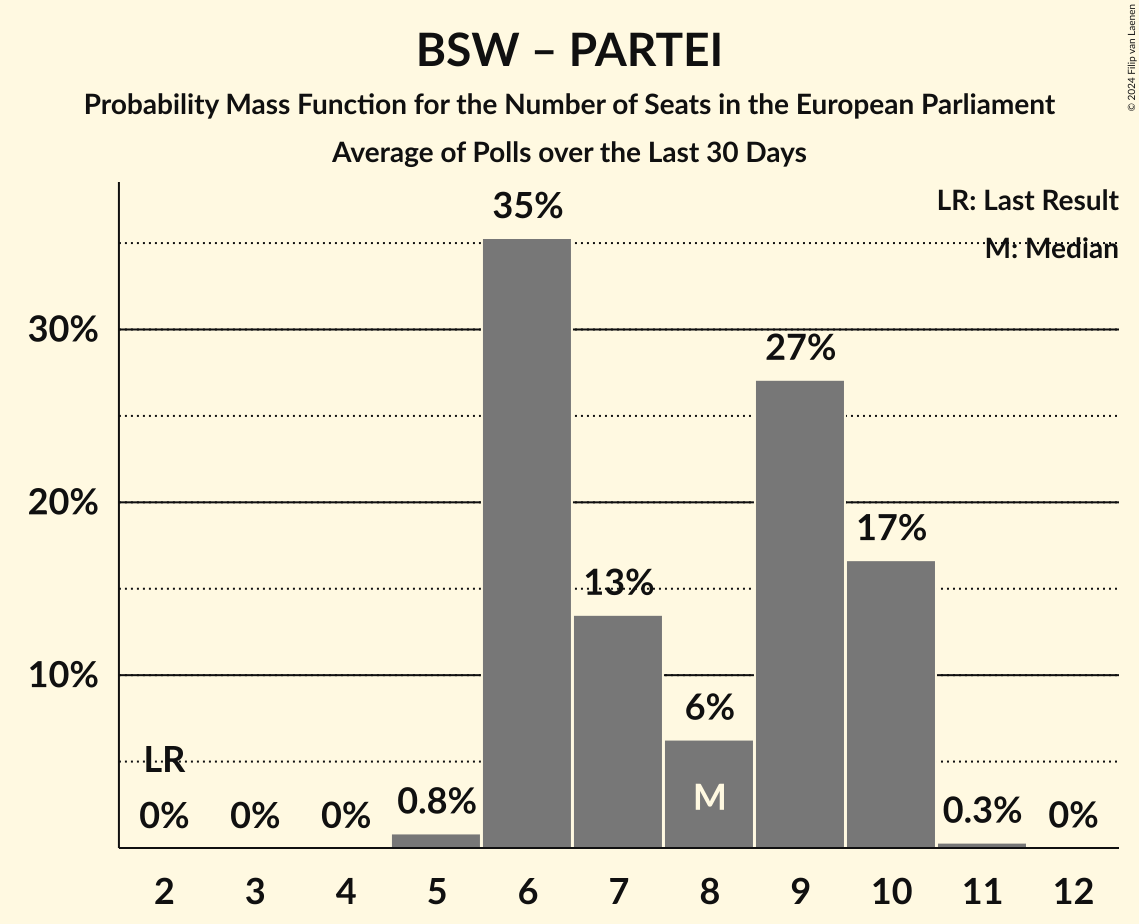 BSW – PARTEI
Probability Mass Function for the Number of Seats in the European Parliament
Average of Polls over the Last 30 Days
© 2024 Filip van Laenen
LR: Last Result
M: Median
35%
30%
27%
20%
17%
13%
10%
6%
LR
M
0% 0% 0% 0.8% 0.3% 0%
2 3 4 5 6 7 8 9 10 11 12